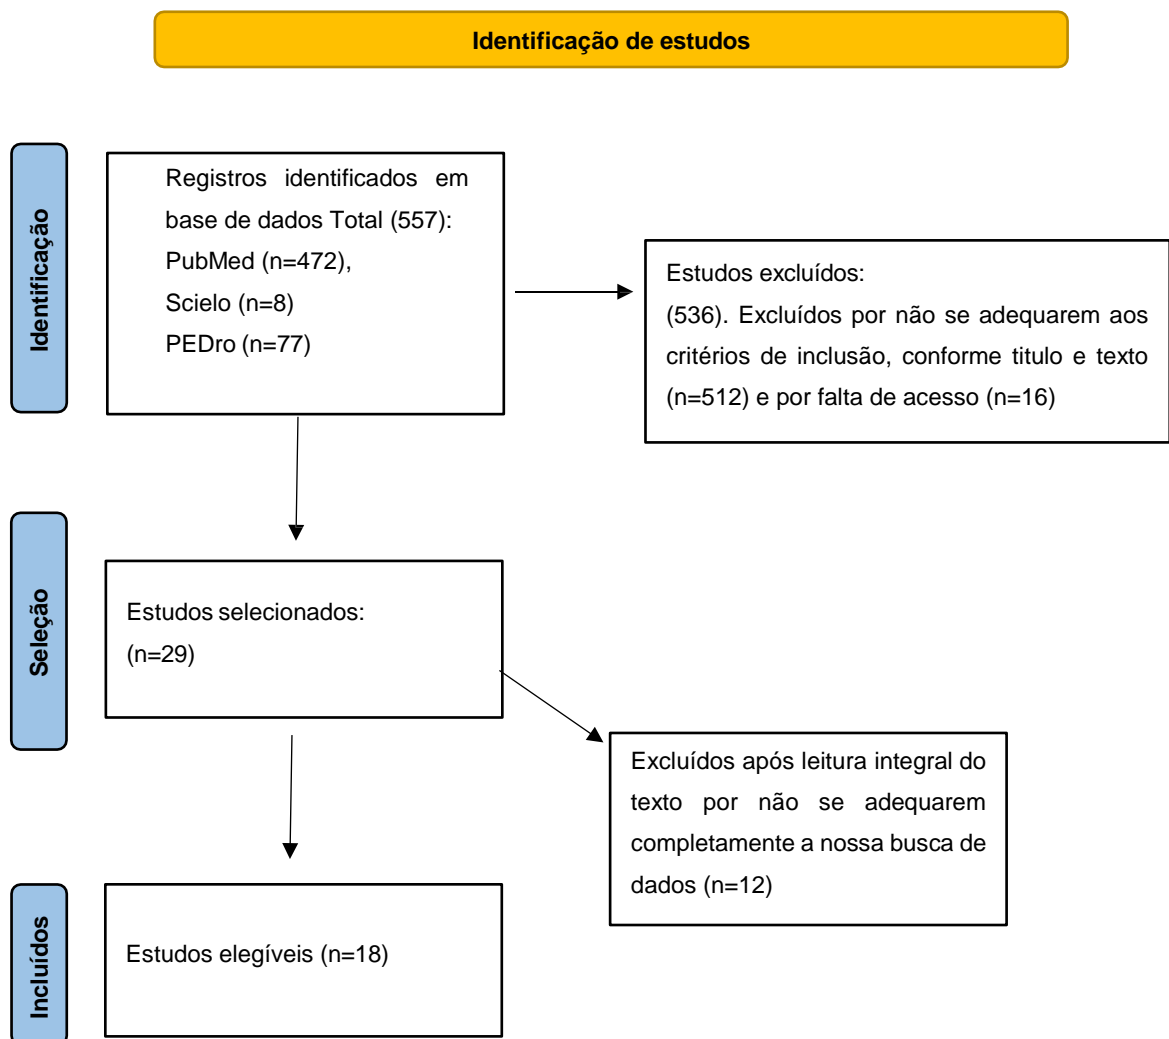 Identificação de estudos
Identificação
Registros identificados em
base de dados Total (557):
PubMed (n=472),
Scielo (n=8)
PEDro (n=77)
Estudos excluídos:
(536). Excluídos por não se adequarem aos
critérios de inclusão, conforme titulo e texto
(n=512) e por falta de acesso (n=16)
Seleção
Estudos selecionados:
(n=29)
Excluídos após leitura integral do
texto por não se adequarem
completamente a nossa busca de
dados (n=12)
Incluídos
Estudos elegíveis (n=18)